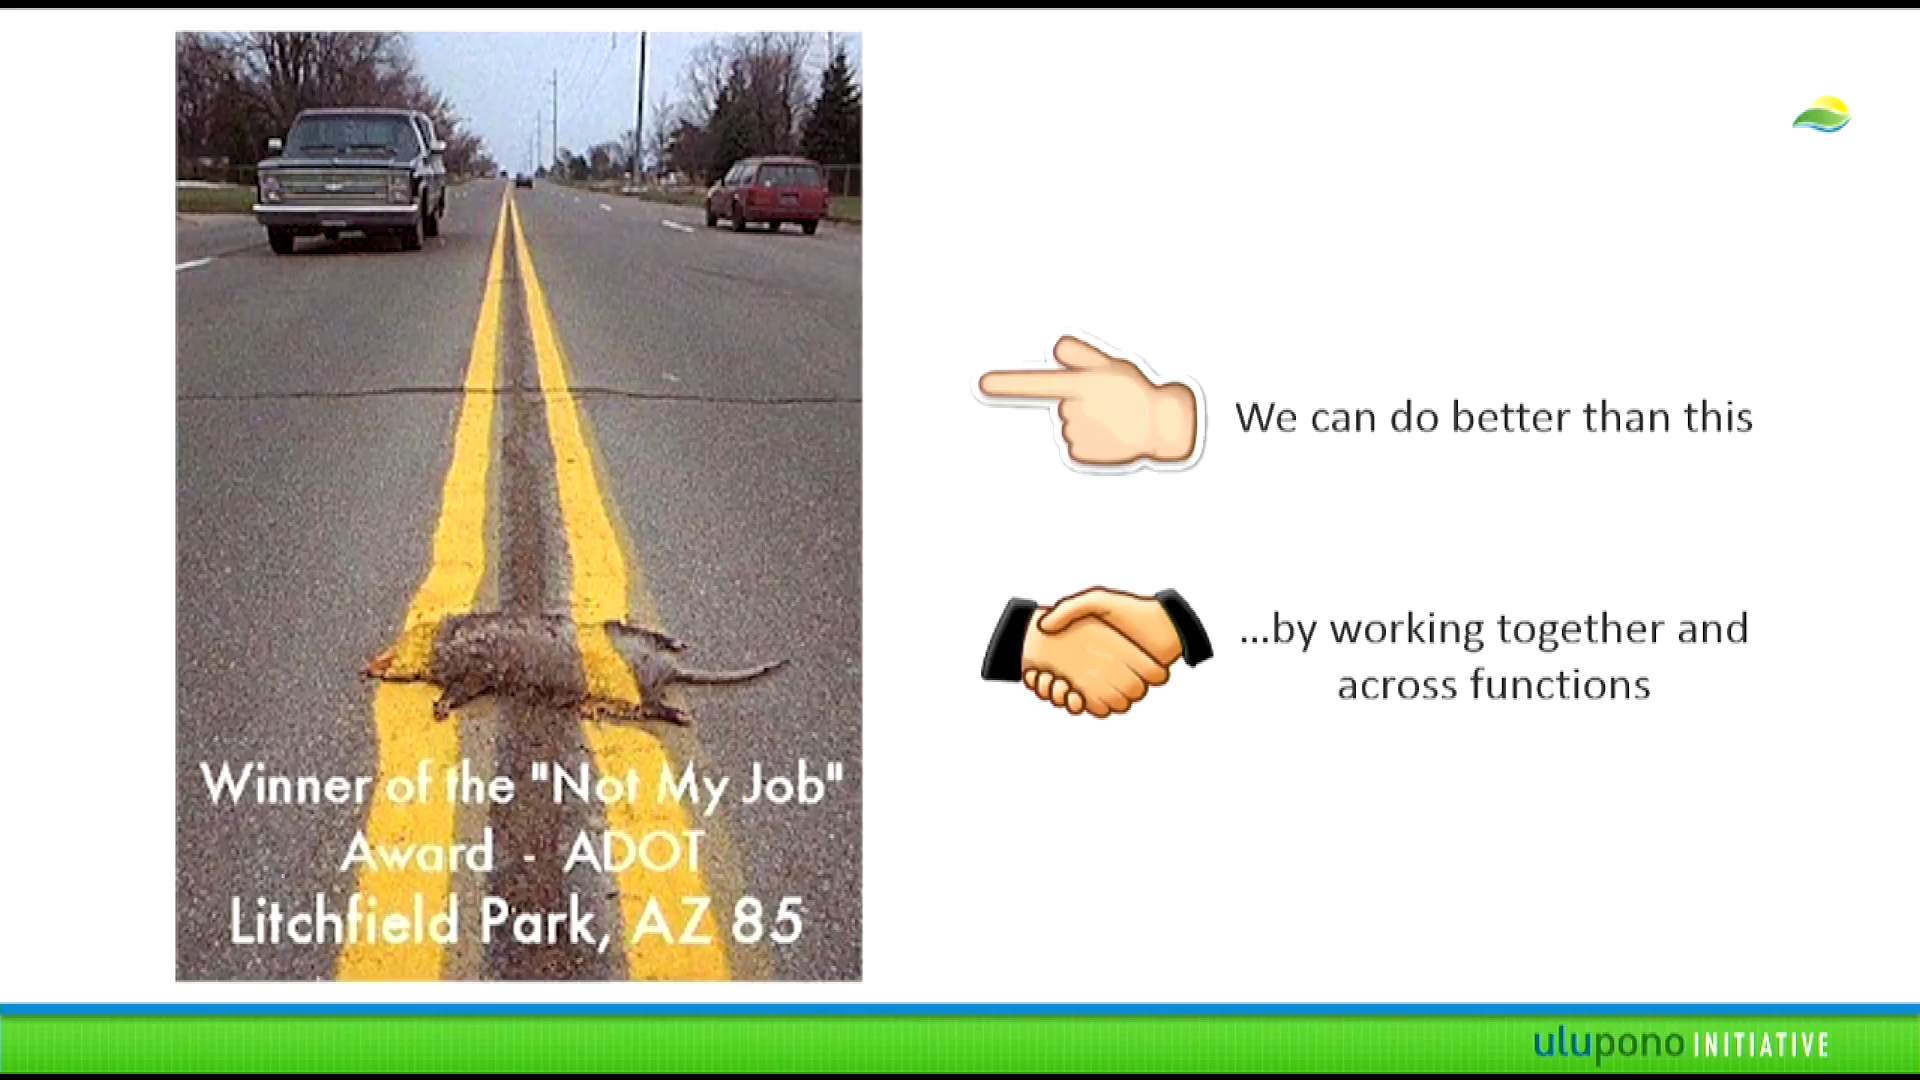 Winner of the "Not My Job"
Award - ADOT
Litchfield Park, AZ 85
We can do better than this
...by working together and
across functions
ulupono INITIATIVE